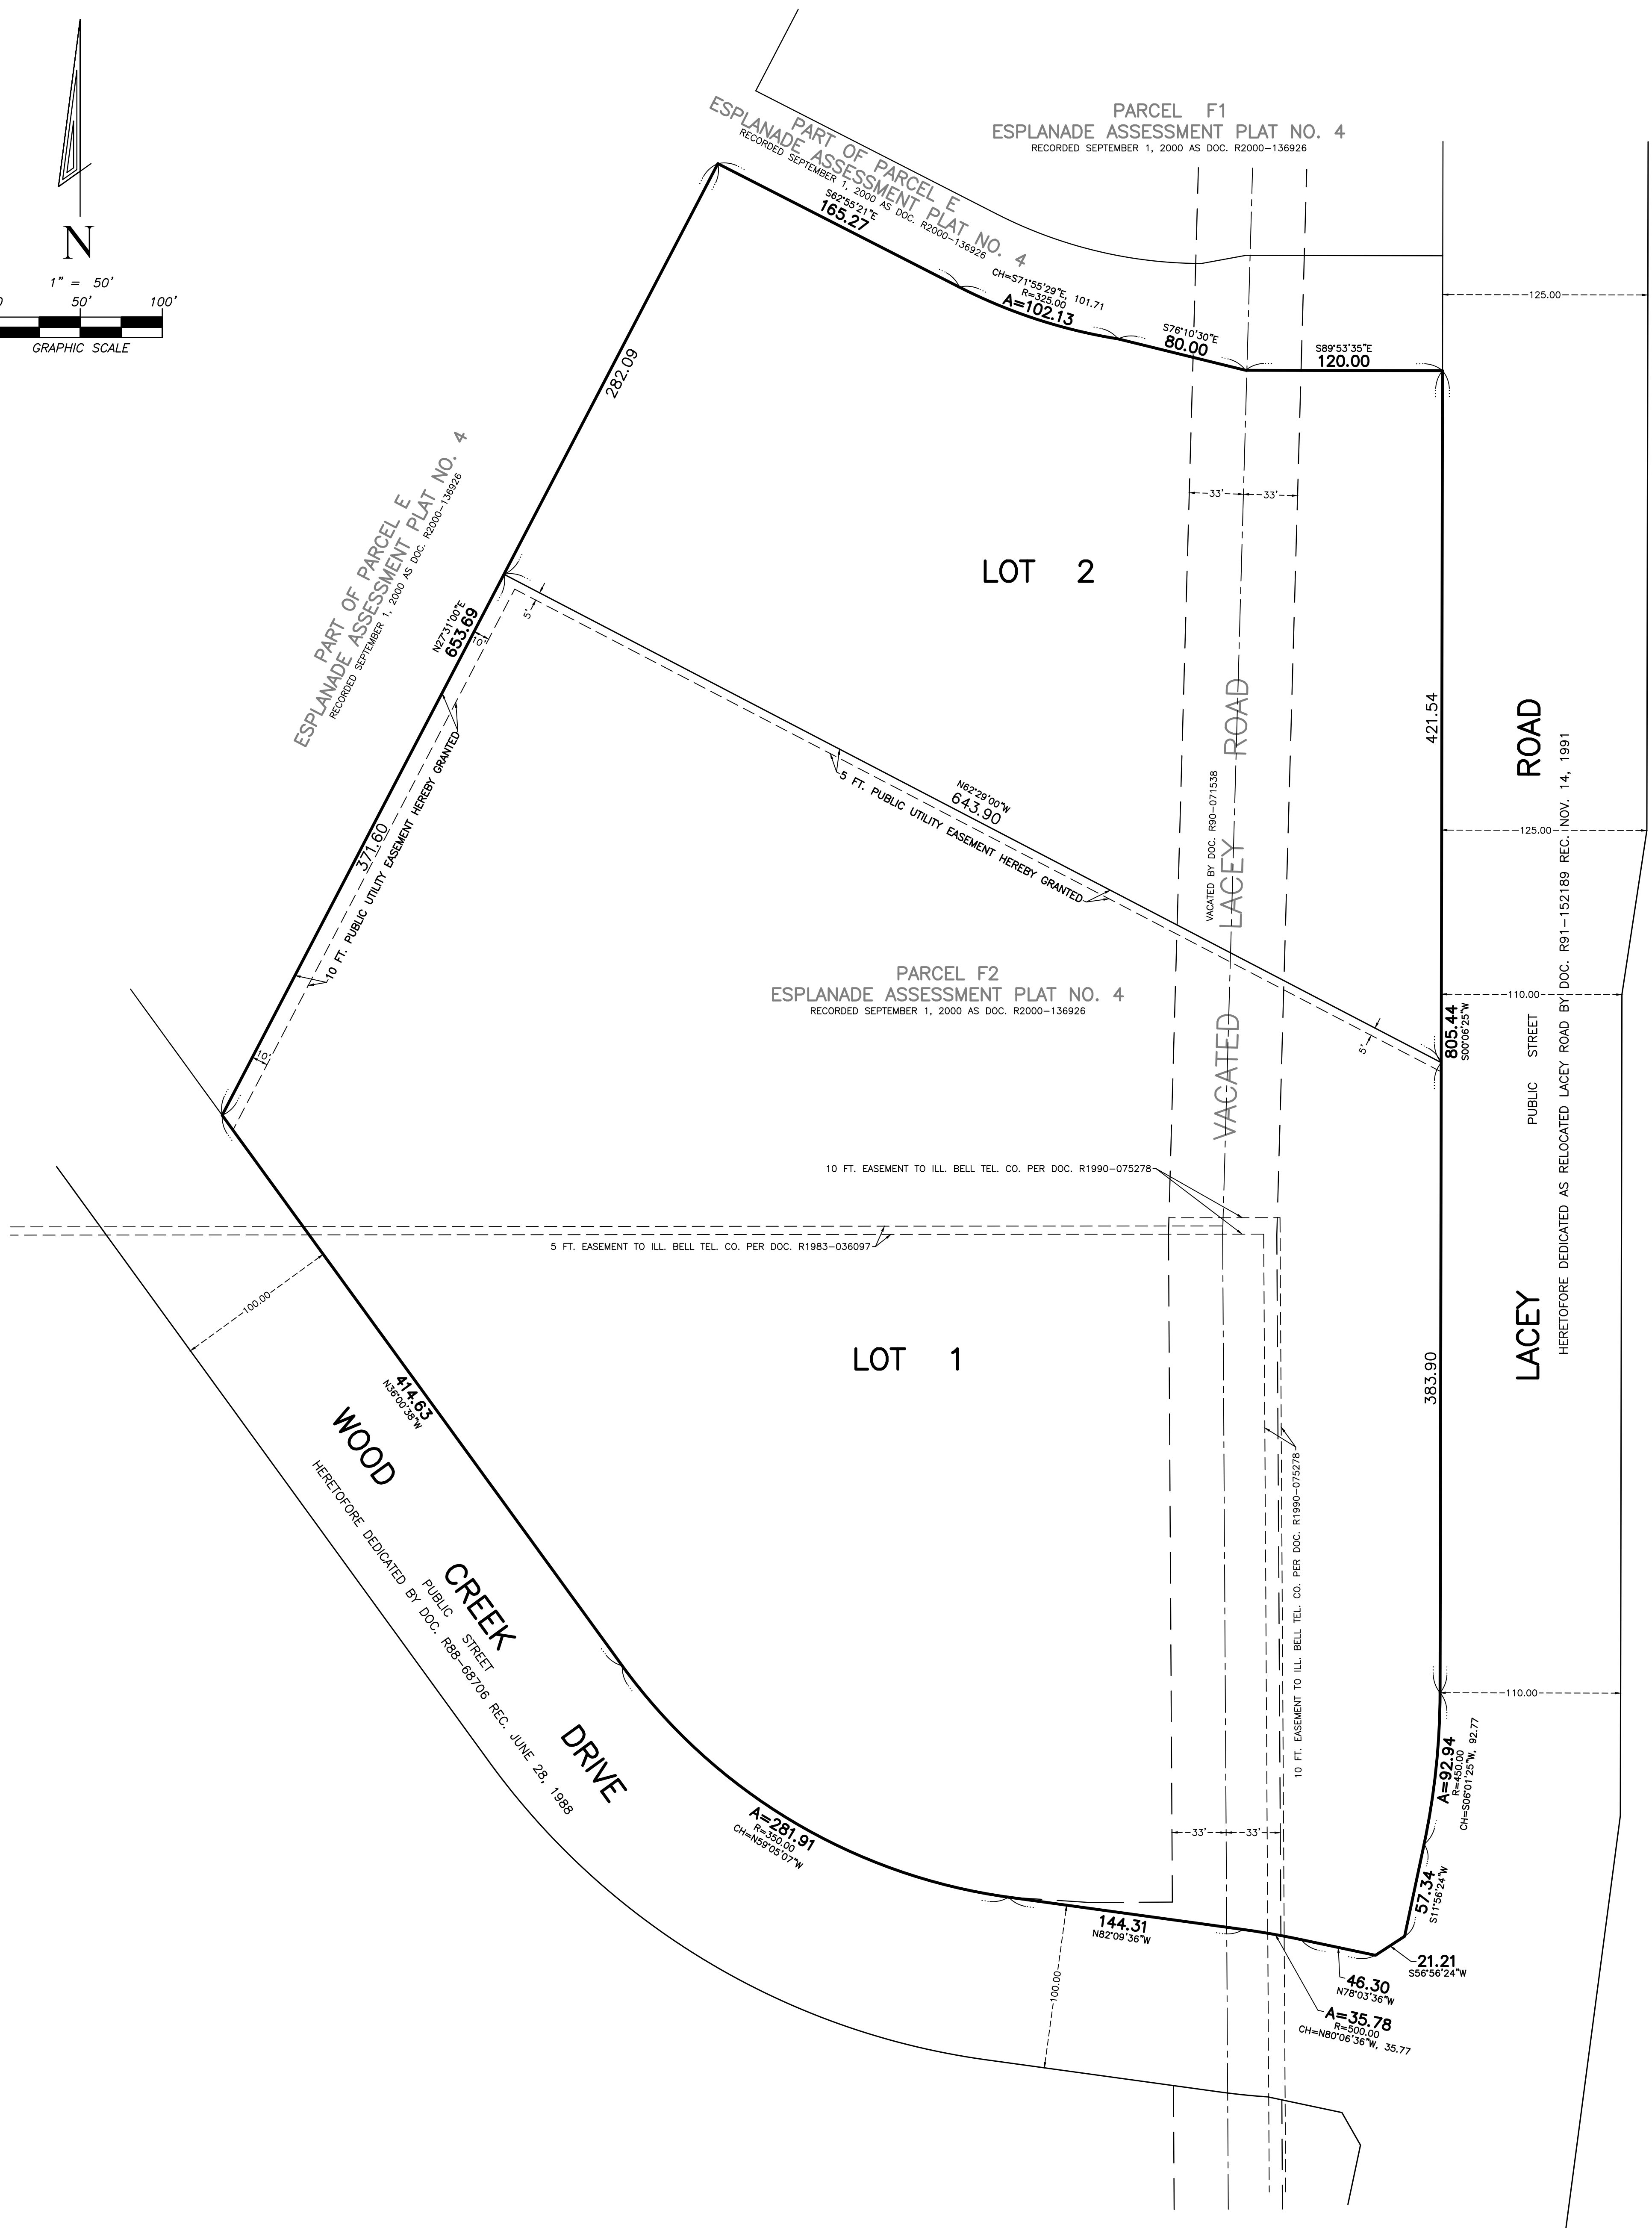 N
1" = 50'
0 50' 100'
GRAPHIC SCALE
PARCEL F1
ESPLANADE ASSESSMENT PLAT NO. 4
RECORDED SEPTEMBER 1, 2000 AS DOC. R2000-136926
PART OF PARCEL E
ESPLANADE ASSESSMENT PLAT NO. 4
RECORDED SEPTEMBER 1, 2000 AS DOC. R2000-136926
S62°55'21"E
165.27
CH=S71°55'29"E, 101.71
R=325.00
A=102.13
S76°10'30"E
80.00
S89°53'35"E
120.00
125.00
282.09
PART OF PARCEL E
ESPLANADE ASSESSMENT PLAT NO. 4
RECORDED SEPTEMBER 1, 2000 AS DOC. R2000-136926
N27°31'00"E
653.69
10'
5'
33' 33'
LOT 2
421.54
371.60
10 FT. PUBLIC UTILITY EASEMENT HEREBY GRANTED
10'
N62°29'00"W
643.90
5 FT. PUBLIC UTILITY EASEMENT HEREBY GRANTED
5'
VACATED LACEY ROAD
VACATED BY DOC. R90-071538
125.00
110.00
805.44
S00°06'25"W
LACEY ROAD
PUBLIC STREET
HERETOFORE DEDICATED AS RELOCATED LACEY ROAD BY DOC. R91-152189 REC. NOV. 14, 1991
PARCEL F2
ESPLANADE ASSESSMENT PLAT NO. 4
RECORDED SEPTEMBER 1, 2000 AS DOC. R2000-136926
10 FT. EASEMENT TO ILL. BELL TEL. CO. PER DOC. R1990-075278
5 FT. EASEMENT TO ILL. BELL TEL. CO. PER DOC. R1983-036097
100.00
LOT 1
383.90
414.63
N36°00'38"W
WOOD CREEK DRIVE
PUBLIC STREET
HERETOFORE DEDICATED BY DOC. R88-68706 REC. JUNE 28, 1988
10 FT. EASEMENT TO ILL. BELL TEL. CO. PER DOC. R1990-075278
110.00
A=92.94
R=450.00
CH=S06°01'25"W, 92.77
A=281.91
R=350.00
CH=N59°05'07"W
33' 33'
57.34
S11°56'24"W
144.31
N82°09'36"W
100.00
21.21
S56°56'24"W
46.30
N78°03'36"W
A=35.78
R=500.00
CH=N80°06'36"W, 35.77